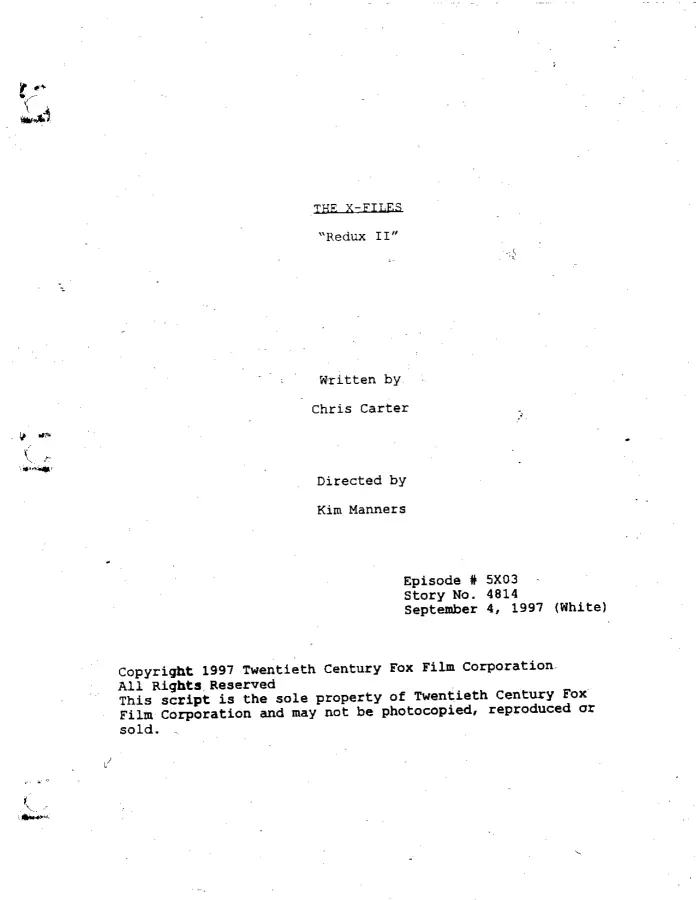 THE X-FILES
"Redux II"
Written by
Chris Carter
Directed by
Kim Manners
Episode # 5X03
Story No. 4814
September 4, 1997 (White)
Copyright 1997 Twentieth Century Fox Film Corporation
All Rights Reserved
This script is the sole property of Twentieth Century Fox
Film Corporation and may not be photocopied, reproduced or
sold.